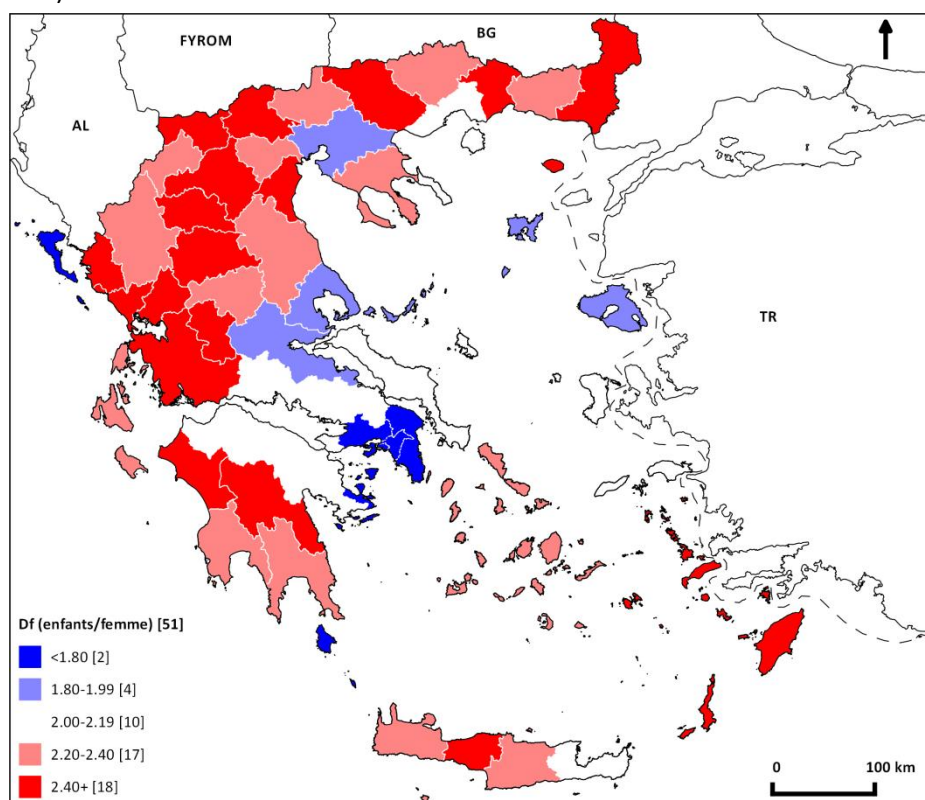 FYROM
BG
AL
TR
Df (enfants/femme) [51]
<1.80 [2]
1.80-1.99 [4]
2.00-2.19 [10]
2.20-2.40 [17]
2.40+ [18]
0 100 km